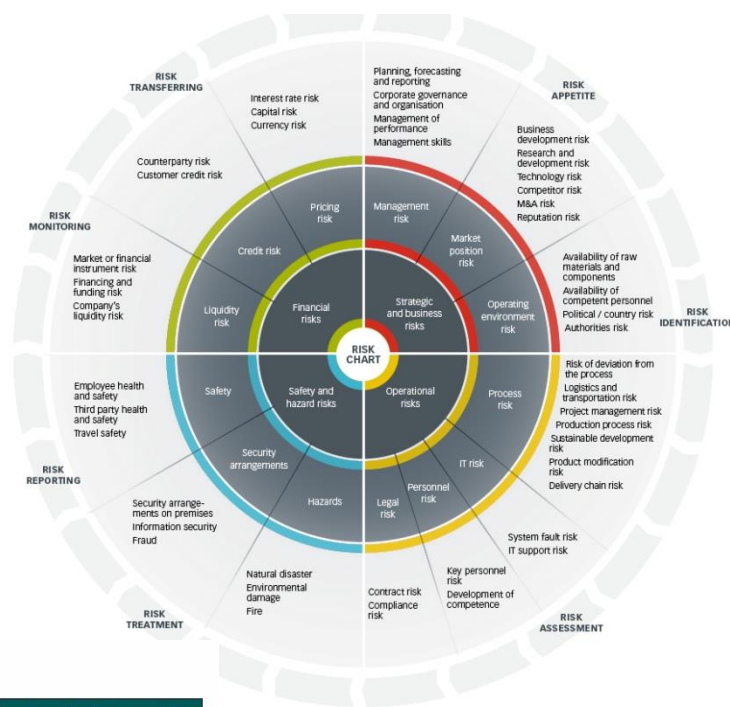 RISK
TRANSFERRING
Interest rate risk
Capital risk
Currency risk
Planning, forecasting
and reporting
Corporate governance
and organisation
Management of
performance
Management skills
RISK
APPETITE
Business
development risk
Research and
development risk
Technology risk
Competitor risk
M&A risk
Reputation risk
Counterparty risk
Customer credit risk
RISK
MONITORING
Pricing
risk
Management
risk
Credit risk
Market
position
risk
Market or financial
instrument risk
Financing and
funding risk
Company's
liquidity risk
Liquidity
risk
Financial
risks
Strategic
and business
risks
Operating
environment
risk
Availability of raw
materials and
components
Availability of
competent personnel
Political / country risk
Authorities risk
RISK
IDENTIFICATION
RISK
CHART
Employee health
and safety
Third party health
and safety
Travel safety
Safety
Safety and
hazard risks
Operational
risks
Process
risk
Risk of deviation from
the process
Logistics and
transportation risk
Project management risk
Production process risk
Sustainable development
risk
Product modification
risk
Delivery chain risk
RISK
REPORTING
Security
arrangements
IT risk
Hazards
Legal
risk
Personnel
risk
Security arrange-
ments on premises
Information security
Fraud
System fault risk
IT support risk
Natural disaster
Environmental
damage
Fire
Contract risk
Compliance
risk
Key personnel
risk
Development of
competence
RISK
TREATMENT
RISK
ASSESSMENT